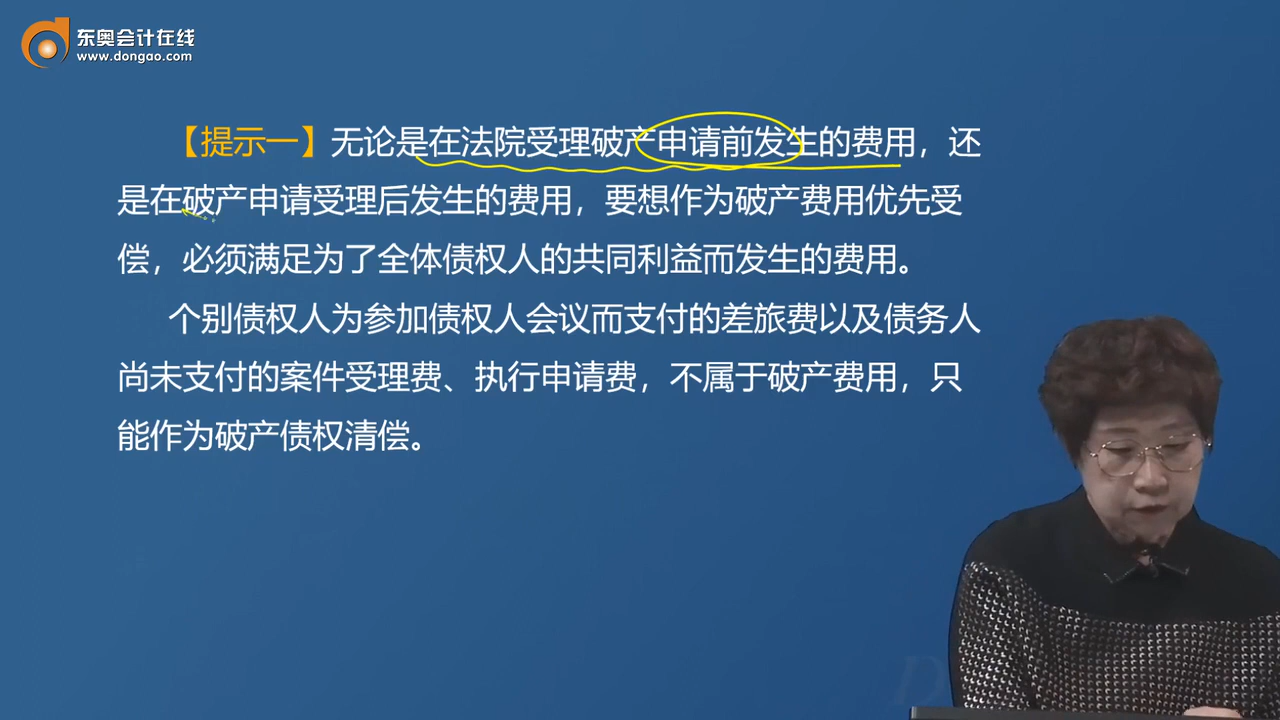 东奥会计在线
www.dongao.com
【提示一】无论是在法院受理破产申请前发生的费用，还
是在破产申请受理后发生的费用，要想作为破产费用优先受
偿，必须满足为了全体债权人的共同利益而发生的费用。
个别债权人为参加债权人会议而支付的差旅费以及债务人
尚未支付的案件受理费、执行申请费，不属于破产费用，只
能作为破产债权清偿。